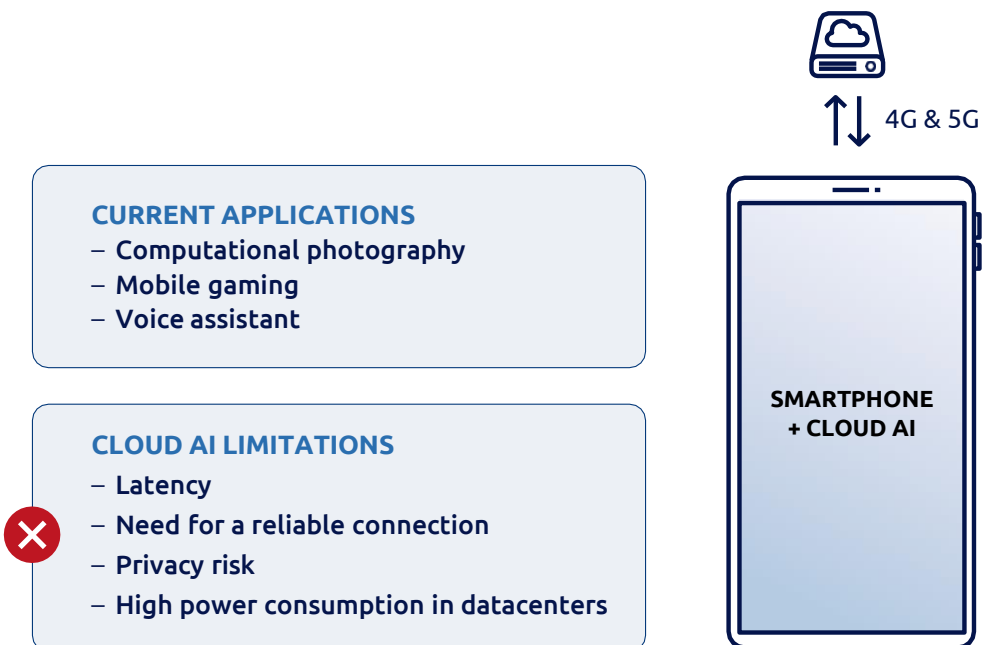 4G & 5G
CURRENT APPLICATIONS
– Computational photography
– Mobile gaming
– Voice assistant
SMARTPHONE
+ CLOUD AI
CLOUD AI LIMITATIONS
– Latency
– Need for a reliable connection
– Privacy risk
– High power consumption in datacenters